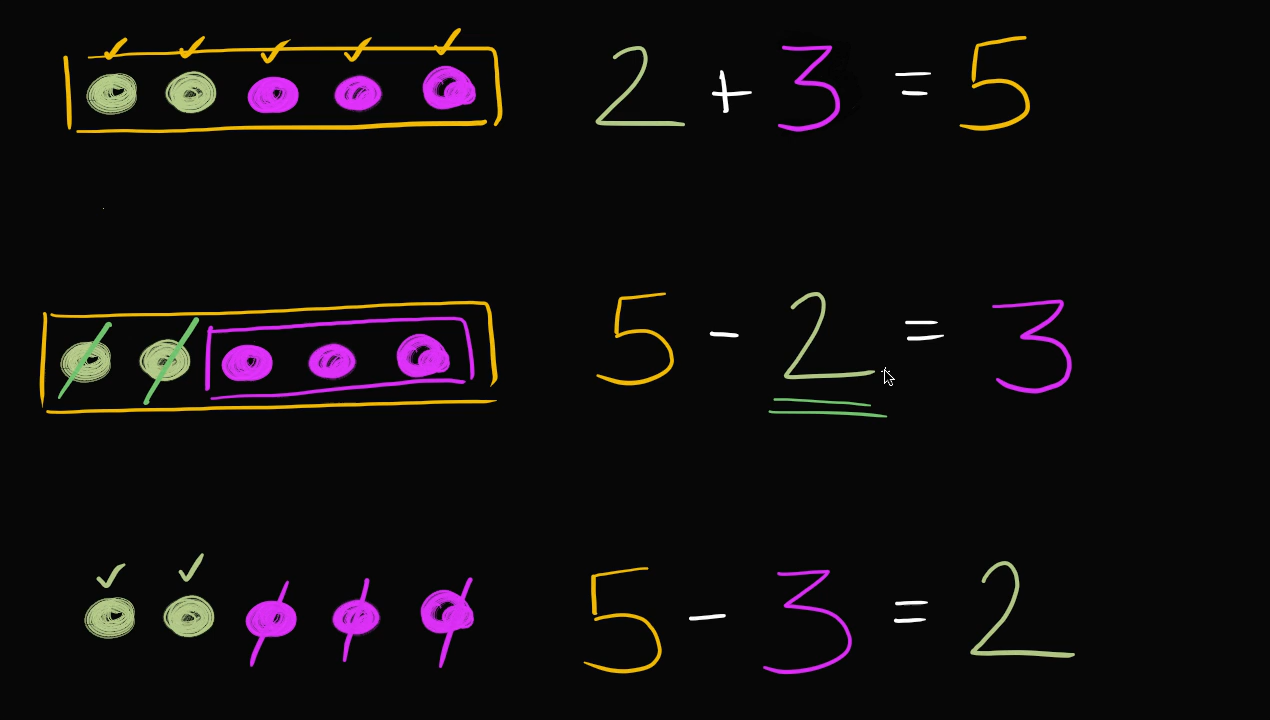 2 + 3 = 5
5 - 2 = 3
5 - 3 = 2